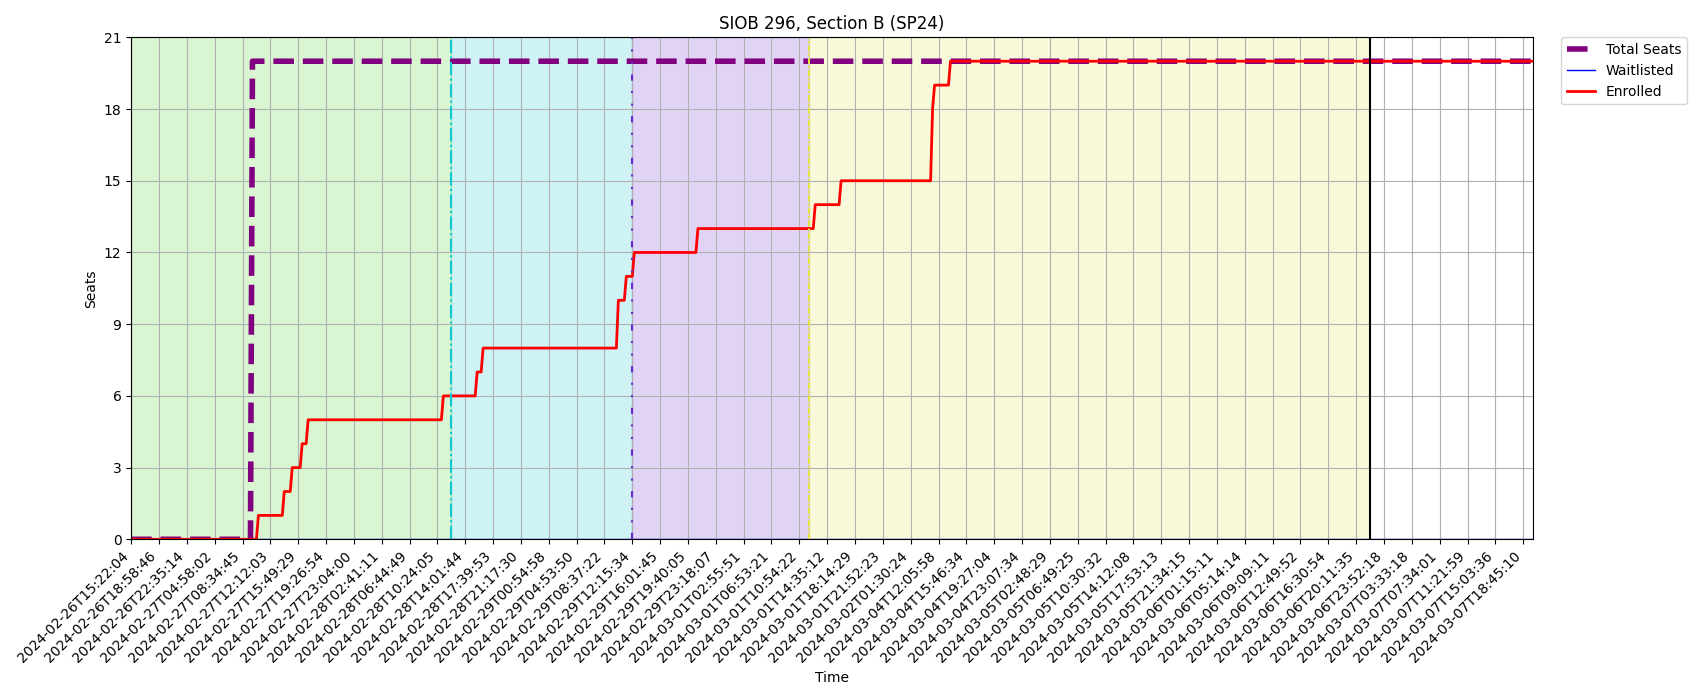 SIOB 296, Section B (SP24)
21
18
15
12
9
6
3
0
Seats
Total Seats
Waitlisted
Enrolled
2024-02-26T15:22:04
2024-02-26T18:58:46
2024-02-26T22:35:14
2024-02-27T04:58:02
2024-02-27T08:34:45
2024-02-27T12:12:03
2024-02-27T15:49:29
2024-02-27T19:26:54
2024-02-27T23:04:00
2024-02-28T02:41:11
2024-02-28T06:44:49
2024-02-28T10:24:05
2024-02-28T14:01:44
2024-02-28T17:39:53
2024-02-28T21:17:30
2024-02-29T00:54:58
2024-02-29T04:53:50
2024-02-29T08:37:22
2024-02-29T12:15:34
2024-02-29T16:01:45
2024-02-29T19:40:05
2024-02-29T23:18:07
2024-03-01T02:55:51
2024-03-01T06:53:21
2024-03-01T10:54:22
2024-03-01T14:35:12
2024-03-01T18:14:29
2024-03-01T21:52:23
2024-03-02T01:30:24
2024-03-04T12:05:58
2024-03-04T15:46:34
2024-03-04T19:27:04
2024-03-04T23:07:34
2024-03-05T02:48:29
2024-03-05T06:49:25
2024-03-05T10:30:32
2024-03-05T14:12:08
2024-03-05T17:53:13
2024-03-05T21:34:15
2024-03-06T01:15:11
2024-03-06T05:14:14
2024-03-06T09:09:11
2024-03-06T12:49:52
2024-03-06T16:30:54
2024-03-06T20:11:35
2024-03-06T23:52:18
2024-03-07T03:33:18
2024-03-07T07:34:01
2024-03-07T11:21:59
2024-03-07T15:03:36
2024-03-07T18:45:10
Time